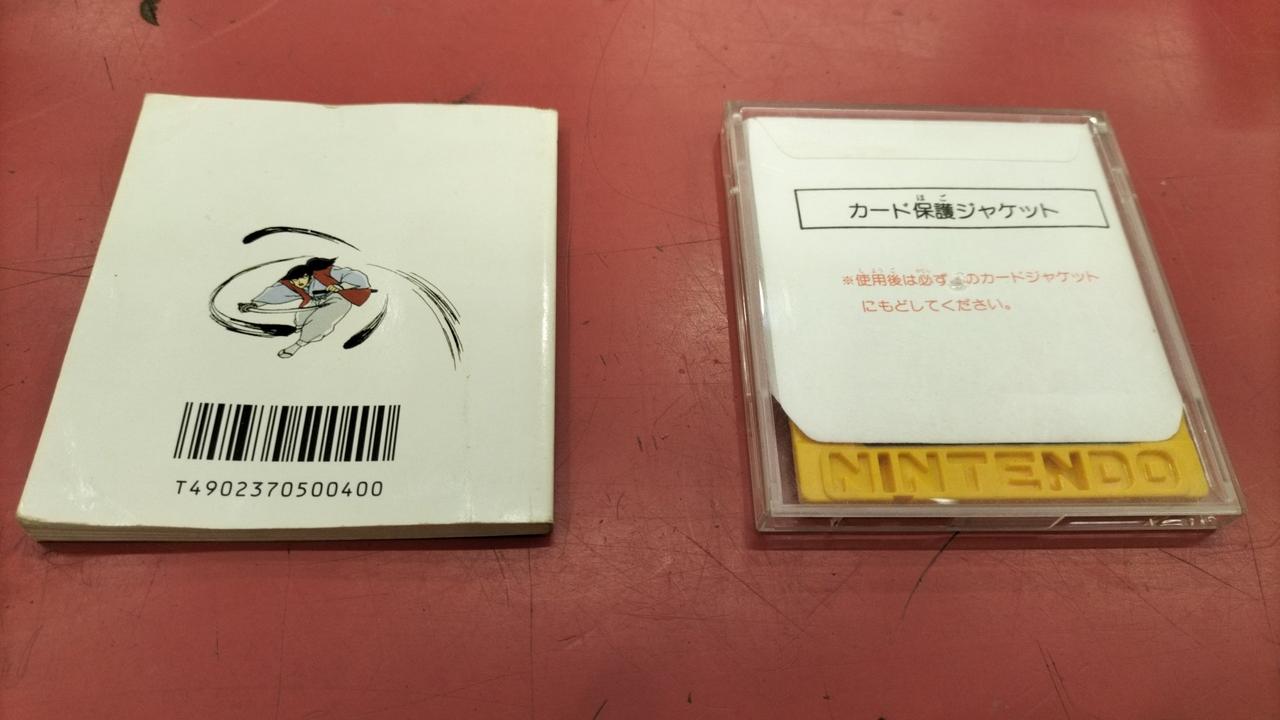 T4902370500400
カード保護ジャケット
※使用後は必ず のカードジャケット
にもどしてください。
NINTENDO